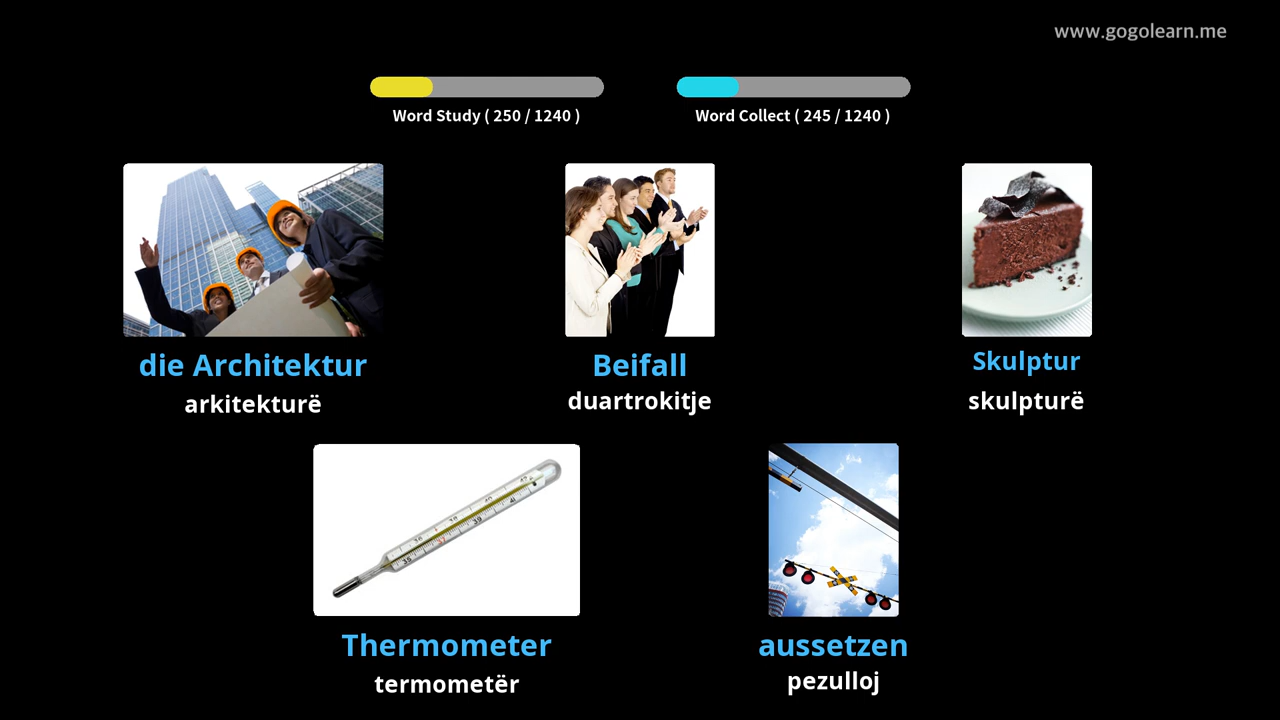 www.gogolearn.me
Word Study ( 250 / 1240 )
Word Collect ( 245 / 1240 )
die Architektur
arkitekturë
Beifall
duartrokitje
Skulptur
skulpturë
Thermometer
termometër
aussetzen
pezulloj